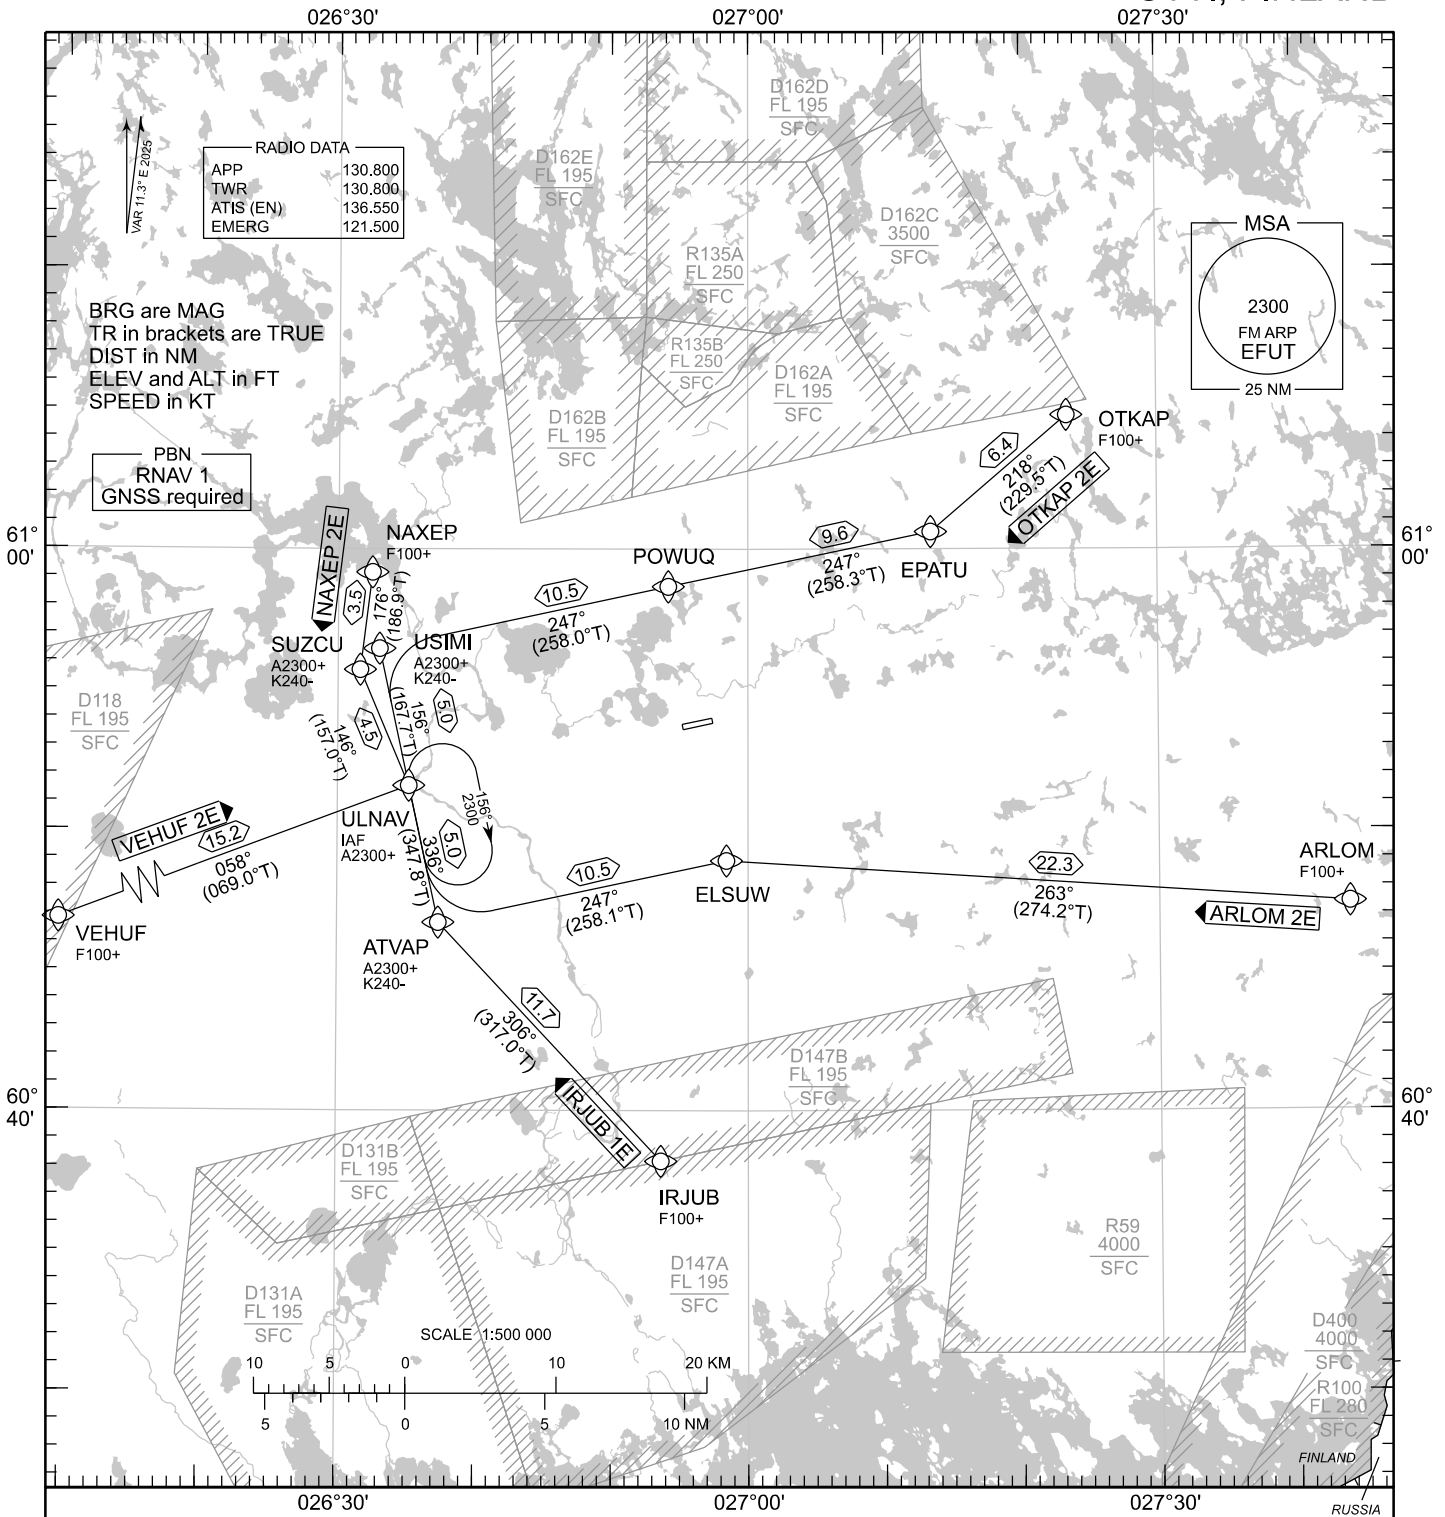 026°30'
027°00'
027°30'
VAR 11.3° E 2025
RADIO DATA
APP 130.800
TWR 130.800
ATIS (EN) 136.550
EMERG 121.500
D162E
FL 195
SFC
D162D
FL 195
SFC
D162C
3500
SFC
R135A
FL 250
SFC
R135B
FL 250
SFC
D162A
FL 195
SFC
D162B
FL 195
SFC
MSA
2300
FM ARP
EFUT
25 NM
BRG are MAG
TR in brackets are TRUE
DIST in NM
ELEV and ALT in FT
SPEED in KT
PBN
RNAV 1
GNSS required
OTKAP
F100+
6.4
218°
(229.5°T)
OTKAP 2E
EPATU
9.6
247°
(258.3°T)
POWUQ
10.5
247°
(258.0°T)
61°
00'
61°
00'
NAXEP 2E
NAXEP
F100+
3.5
176°
(186.9°T)
SUZCU
A2300+
K240-
USIMI
A2300+
K240-
4.5
146°
(157.0°T)
5.0
156°
(167.7°T)
D118
FL 195
SFC
VEHUF 2E
15.2
058°
(069.0°T)
VEHUF
F100+
ULNAV
IAF
A2300+
156°
2300
5.0
336°
(347.8°T)
10.5
247°
(258.1°T)
ELSUW
22.3
263°
(274.2°T)
ARLOM
F100+
ARLOM 2E
ATVAP
A2300+
K240-
11.7
306°
(317.0°T)
IRJUB 1E
IRJUB
F100+
60°
40'
60°
40'
D147B
FL 195
SFC
D131B
FL 195
SFC
D131A
FL 195
SFC
D147A
FL 195
SFC
R59
4000
SFC
D400
4000
SFC
R100
FL 280
SFC
SCALE 1:500 000
10 5 0 10 20 KM
5 0 5 10 NM
FINLAND
RUSSIA
026°30'
027°00'
027°30'